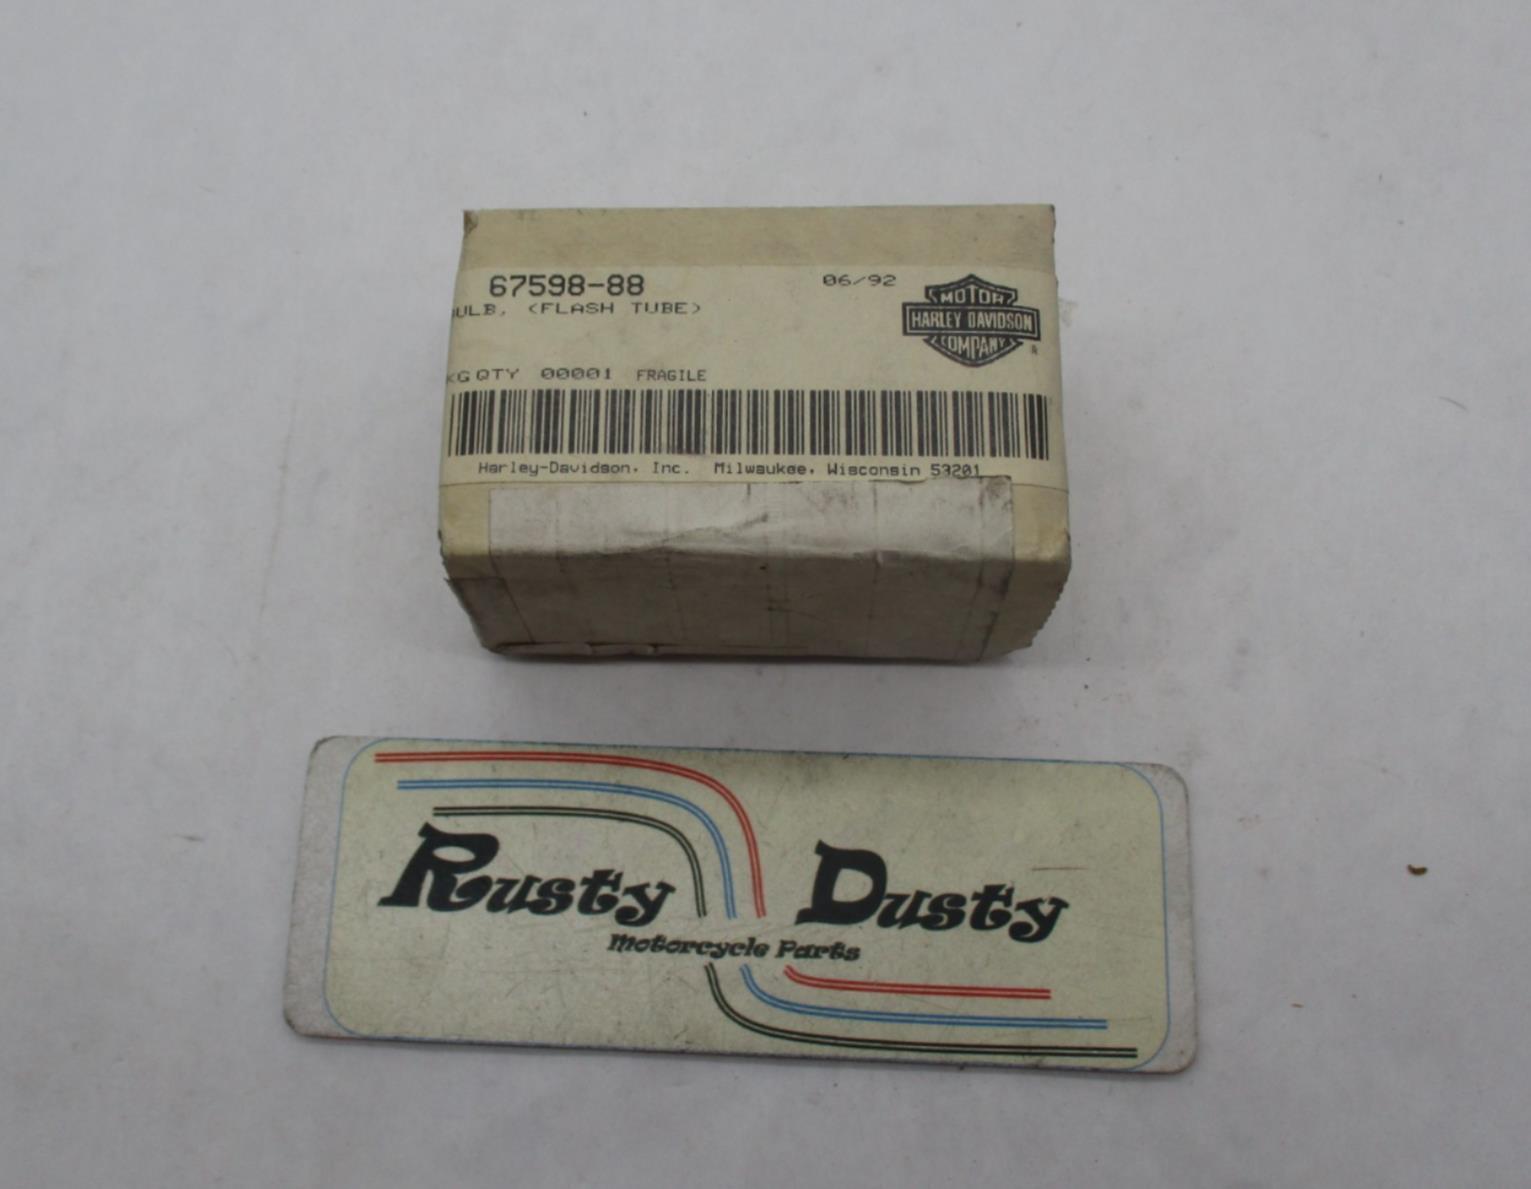 67598-88 06/92
ULB, (FLASH TUBE)
MOTOR
HARLEY DAVIDSON
COMPANY
®
KG QTY 00001 FRAGILE
Harley-Davidson, Inc. Milwaukee, Wisconsin 53201
Rusty Dusty
Motorcycle Parts